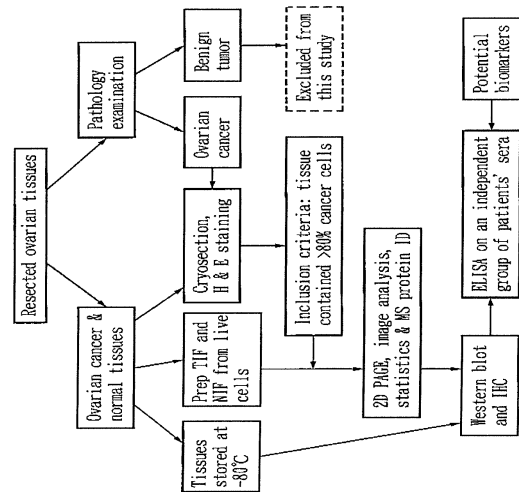 Resected ovarian tissues
Ovarian cancer &
normal tissues
Pathology
examination
Tissues
stored at
-80℃
Prep TIF and
NIF from live
cells
Cryosection,
H & E staining
Ovarian
cancer
Benign
tumor
Inclusion criteria: tissue
contained >80% cancer cells
Excluded from
this study
2D PAGE, image analysis,
statistics & MS protein ID
Western blot
and IHC
ELISA on an independent
group of patients' sera
Potential
biomarkers